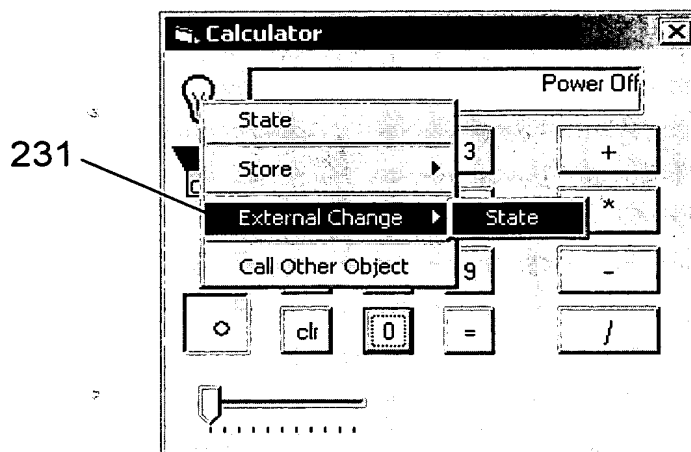 Calculator
Power Off
State
231
Store
3
+
External Change
State
*
Call Other Object
9
-
clr
0
=
/